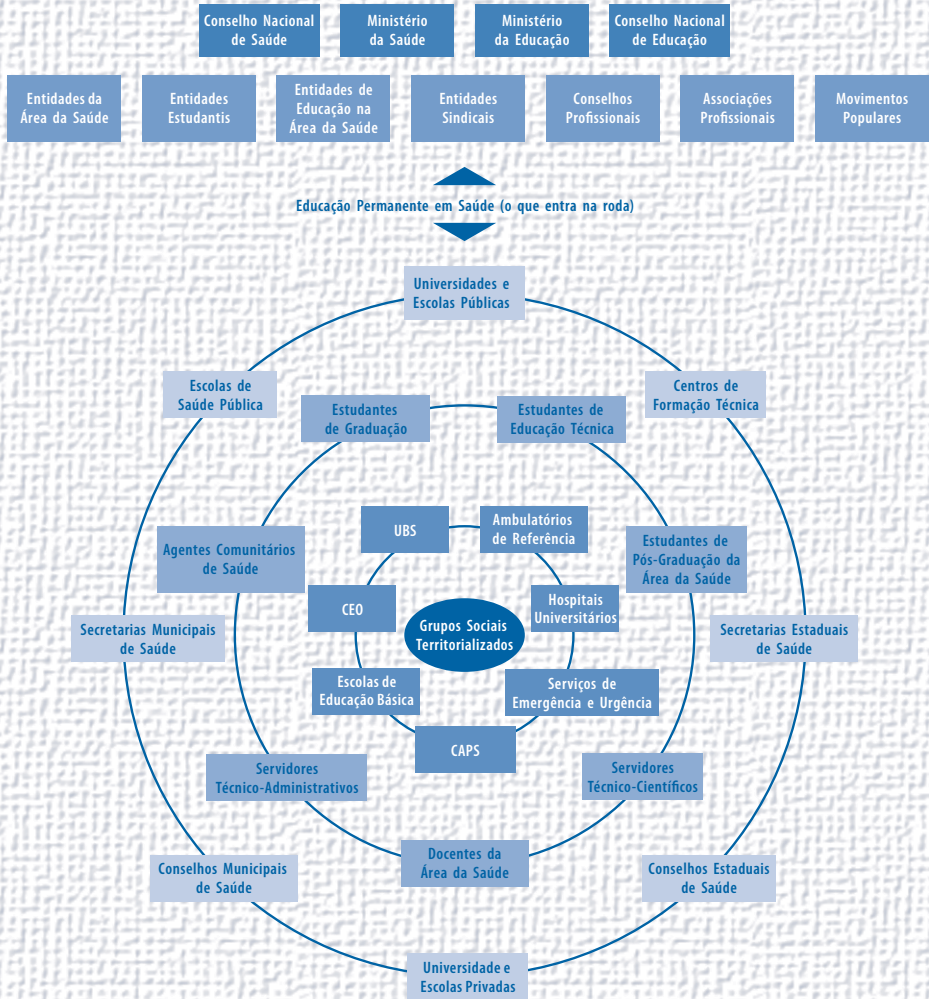 Conselho Nacional
de Saúde
Ministério
da Saúde
Ministério
da Educação
Conselho Nacional
de Educação
Entidades da
Área da Saúde
Entidades
Estudantis
Entidades de
Educação na
Área da Saúde
Entidades
Sindicais
Conselhos
Profissionais
Associações
Profissionais
Movimentos
Populares
Educação Permanente em Saúde (o que entra na roda)
Universidades e
Escolas Públicas
Escolas de
Saúde Pública
Centros de
Formação Técnica
Estudantes
de Graduação
Estudantes de
Educação Técnica
UBS
Ambulatórios
de Referência
Agentes Comunitários
de Saúde
Estudantes de
Pós-Graduação da
Área da Saúde
CEO
Hospitais
Universitários
Grupos Sociais
Territorializados
Secretarias Municipais
de Saúde
Secretarias Estaduais
de Saúde
Escolas de
Educação Básica
Serviços de
Emergência e Urgência
CAPS
Servidores
Técnico-Administrativos
Servidores
Técnico-Científicos
Docentes da
Área da Saúde
Conselhos Municipais
de Saúde
Conselhos Estaduais
de Saúde
Universidade e
Escolas Privadas